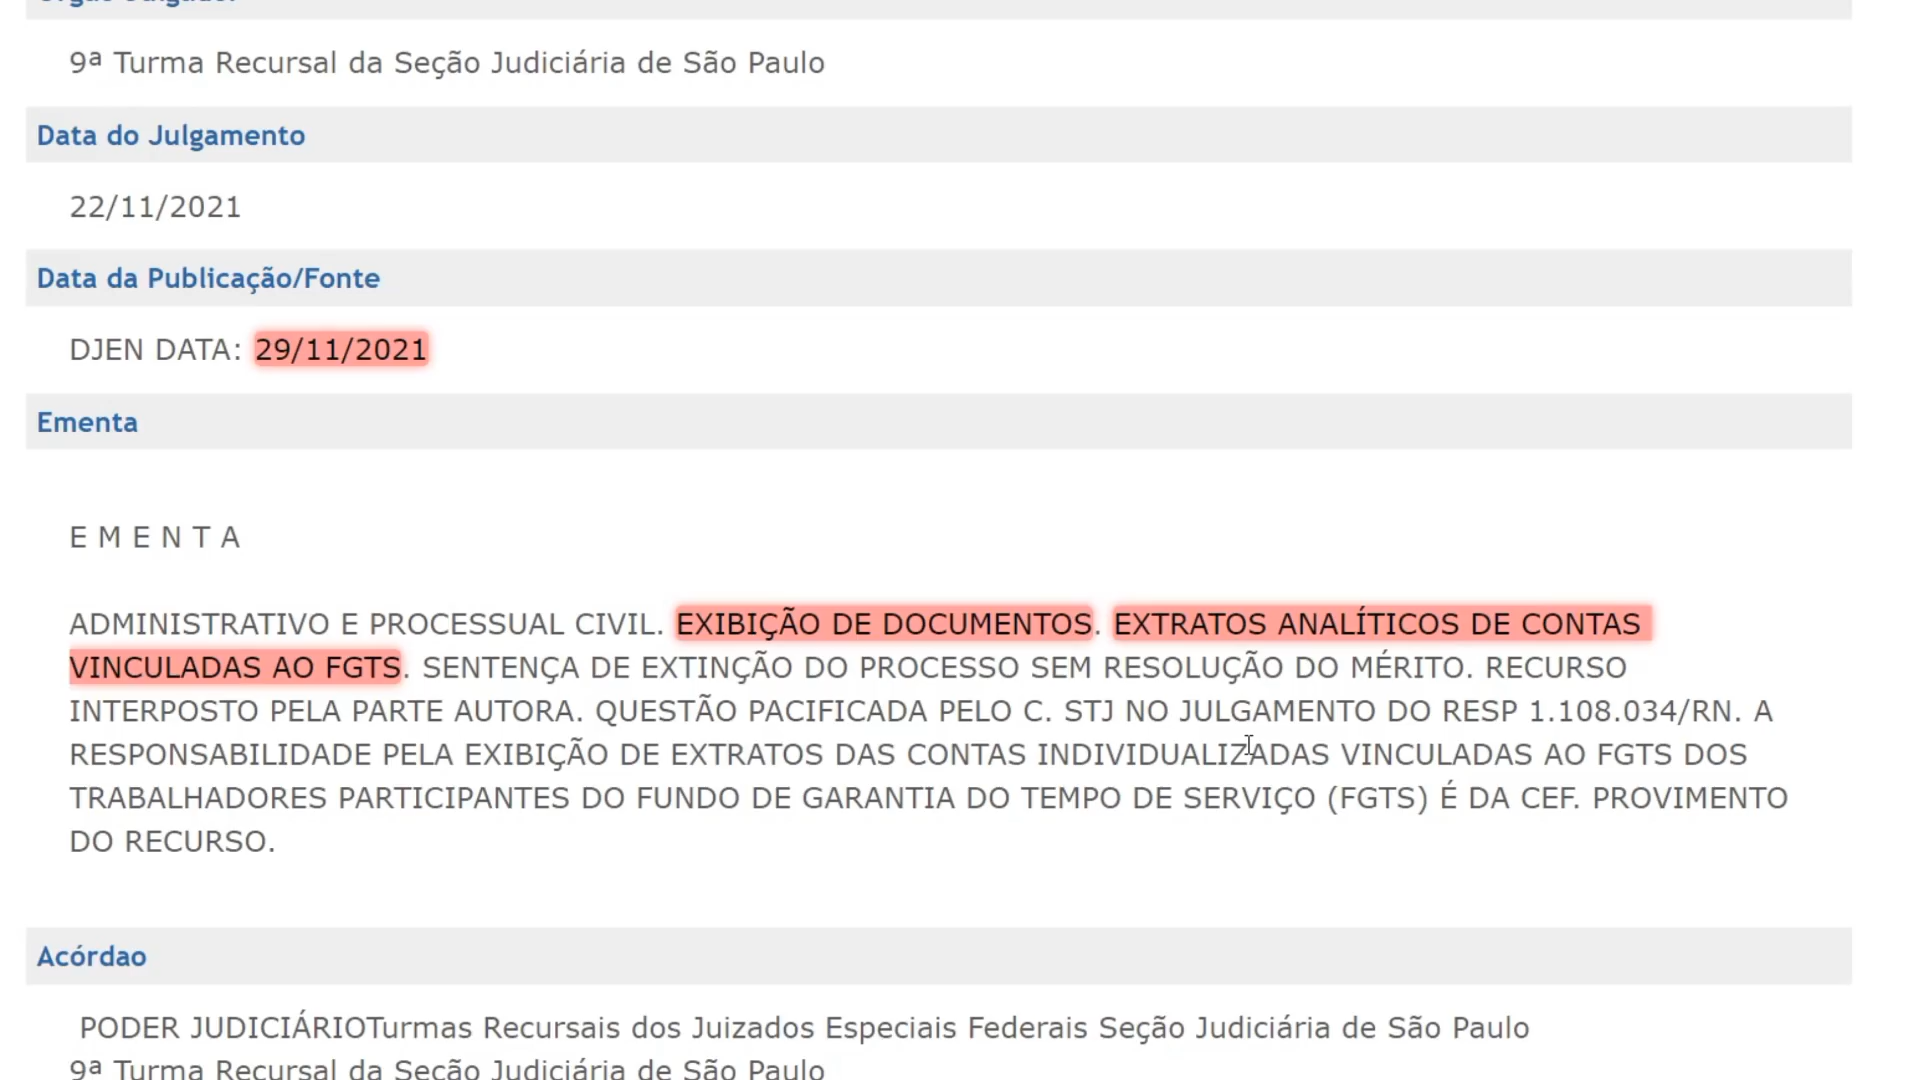 Órgão Julgador
9ª Turma Recursal da Seção Judiciária de São Paulo
Data do Julgamento
22/11/2021
Data da Publicação/Fonte
DJEN DATA: 29/11/2021
Ementa
E M E N T A
ADMINISTRATIVO E PROCESSUAL CIVIL. EXIBIÇÃO DE DOCUMENTOS. EXTRATOS ANALÍTICOS DE CONTAS
VINCULADAS AO FGTS. SENTENÇA DE EXTINÇÃO DO PROCESSO SEM RESOLUÇÃO DO MÉRITO. RECURSO
INTERPOSTO PELA PARTE AUTORA. QUESTÃO PACIFICADA PELO C. STJ NO JULGAMENTO DO RESP 1.108.034/RN. A
RESPONSABILIDADE PELA EXIBIÇÃO DE EXTRATOS DAS CONTAS INDIVIDUALIZADAS VINCULADAS AO FGTS DOS
TRABALHADORES PARTICIPANTES DO FUNDO DE GARANTIA DO TEMPO DE SERVIÇO (FGTS) É DA CEF. PROVIMENTO
DO RECURSO.
Acórdao
PODER JUDICIÁRIOTurmas Recursais dos Juizados Especiais Federais Seção Judiciária de São Paulo
9ª Turma Recursal da Seção Judiciária de São Paulo